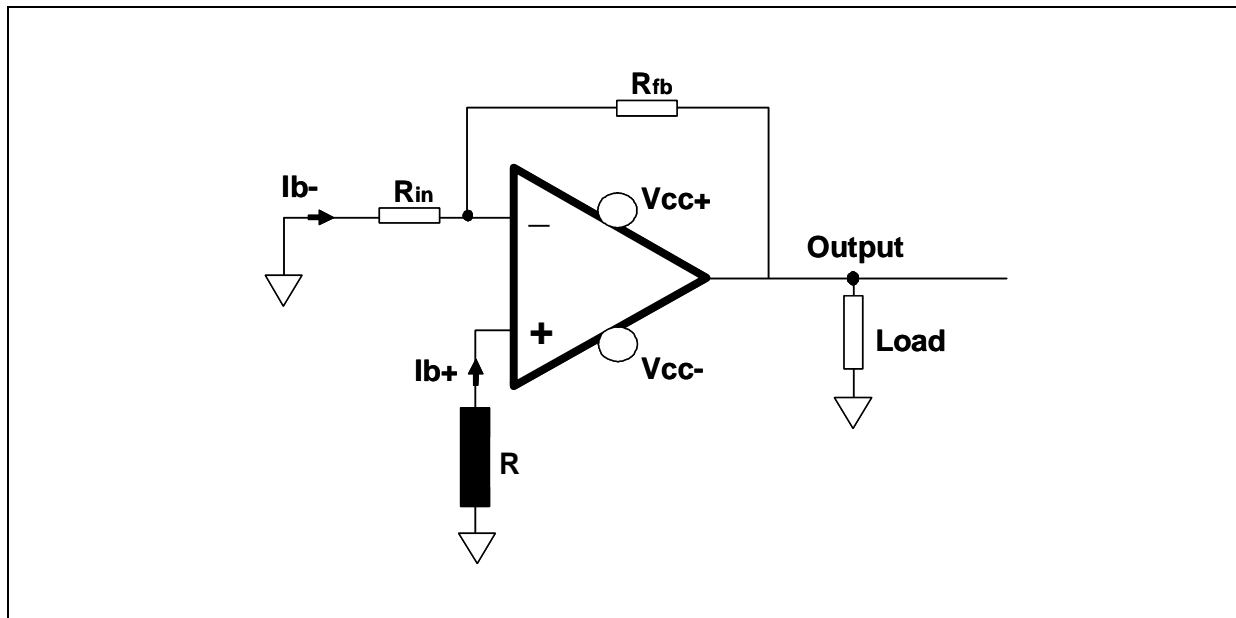 Rfb
Ib-
Rin
Vcc+
_
Output
+
Load
Ib+
Vcc-
R